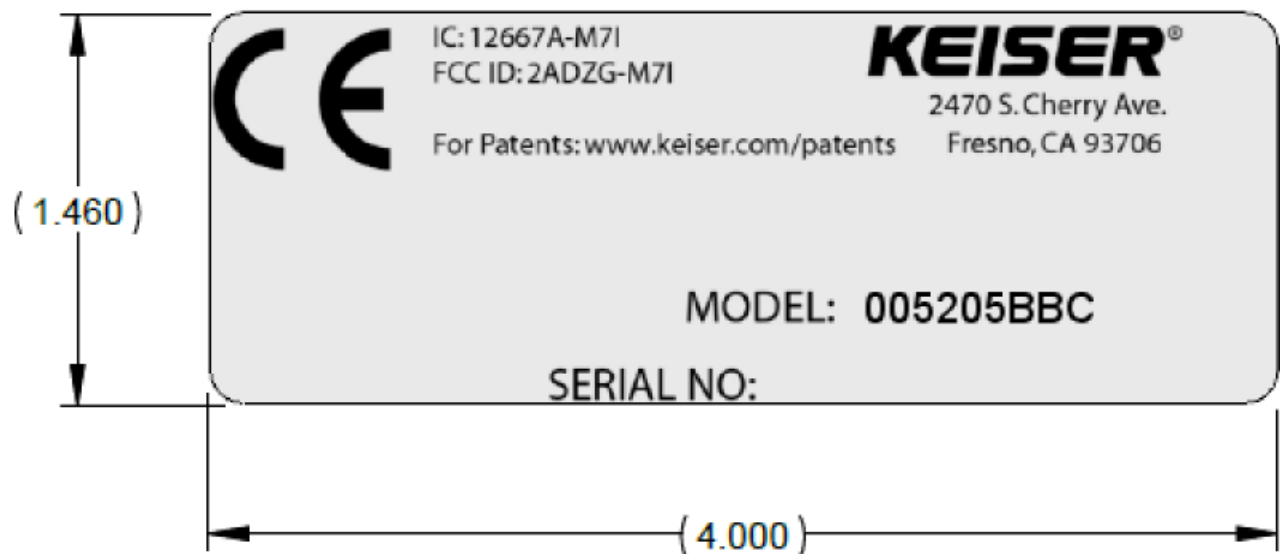 CE
IC: 12667A-M7I
FCC ID: 2ADZG-M7I
For Patents: www.keiser.com/patents
KEISER®
2470 S. Cherry Ave.
Fresno, CA 93706
(1.460)
MODEL: 005205BBC
SERIAL NO:
(4.000)